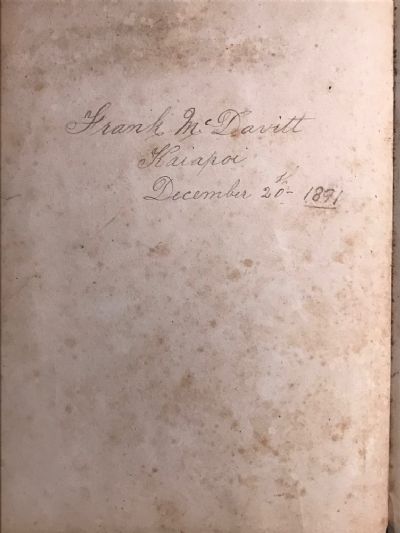 Frank McDavitt
Kaiapoi
December 20th 1891